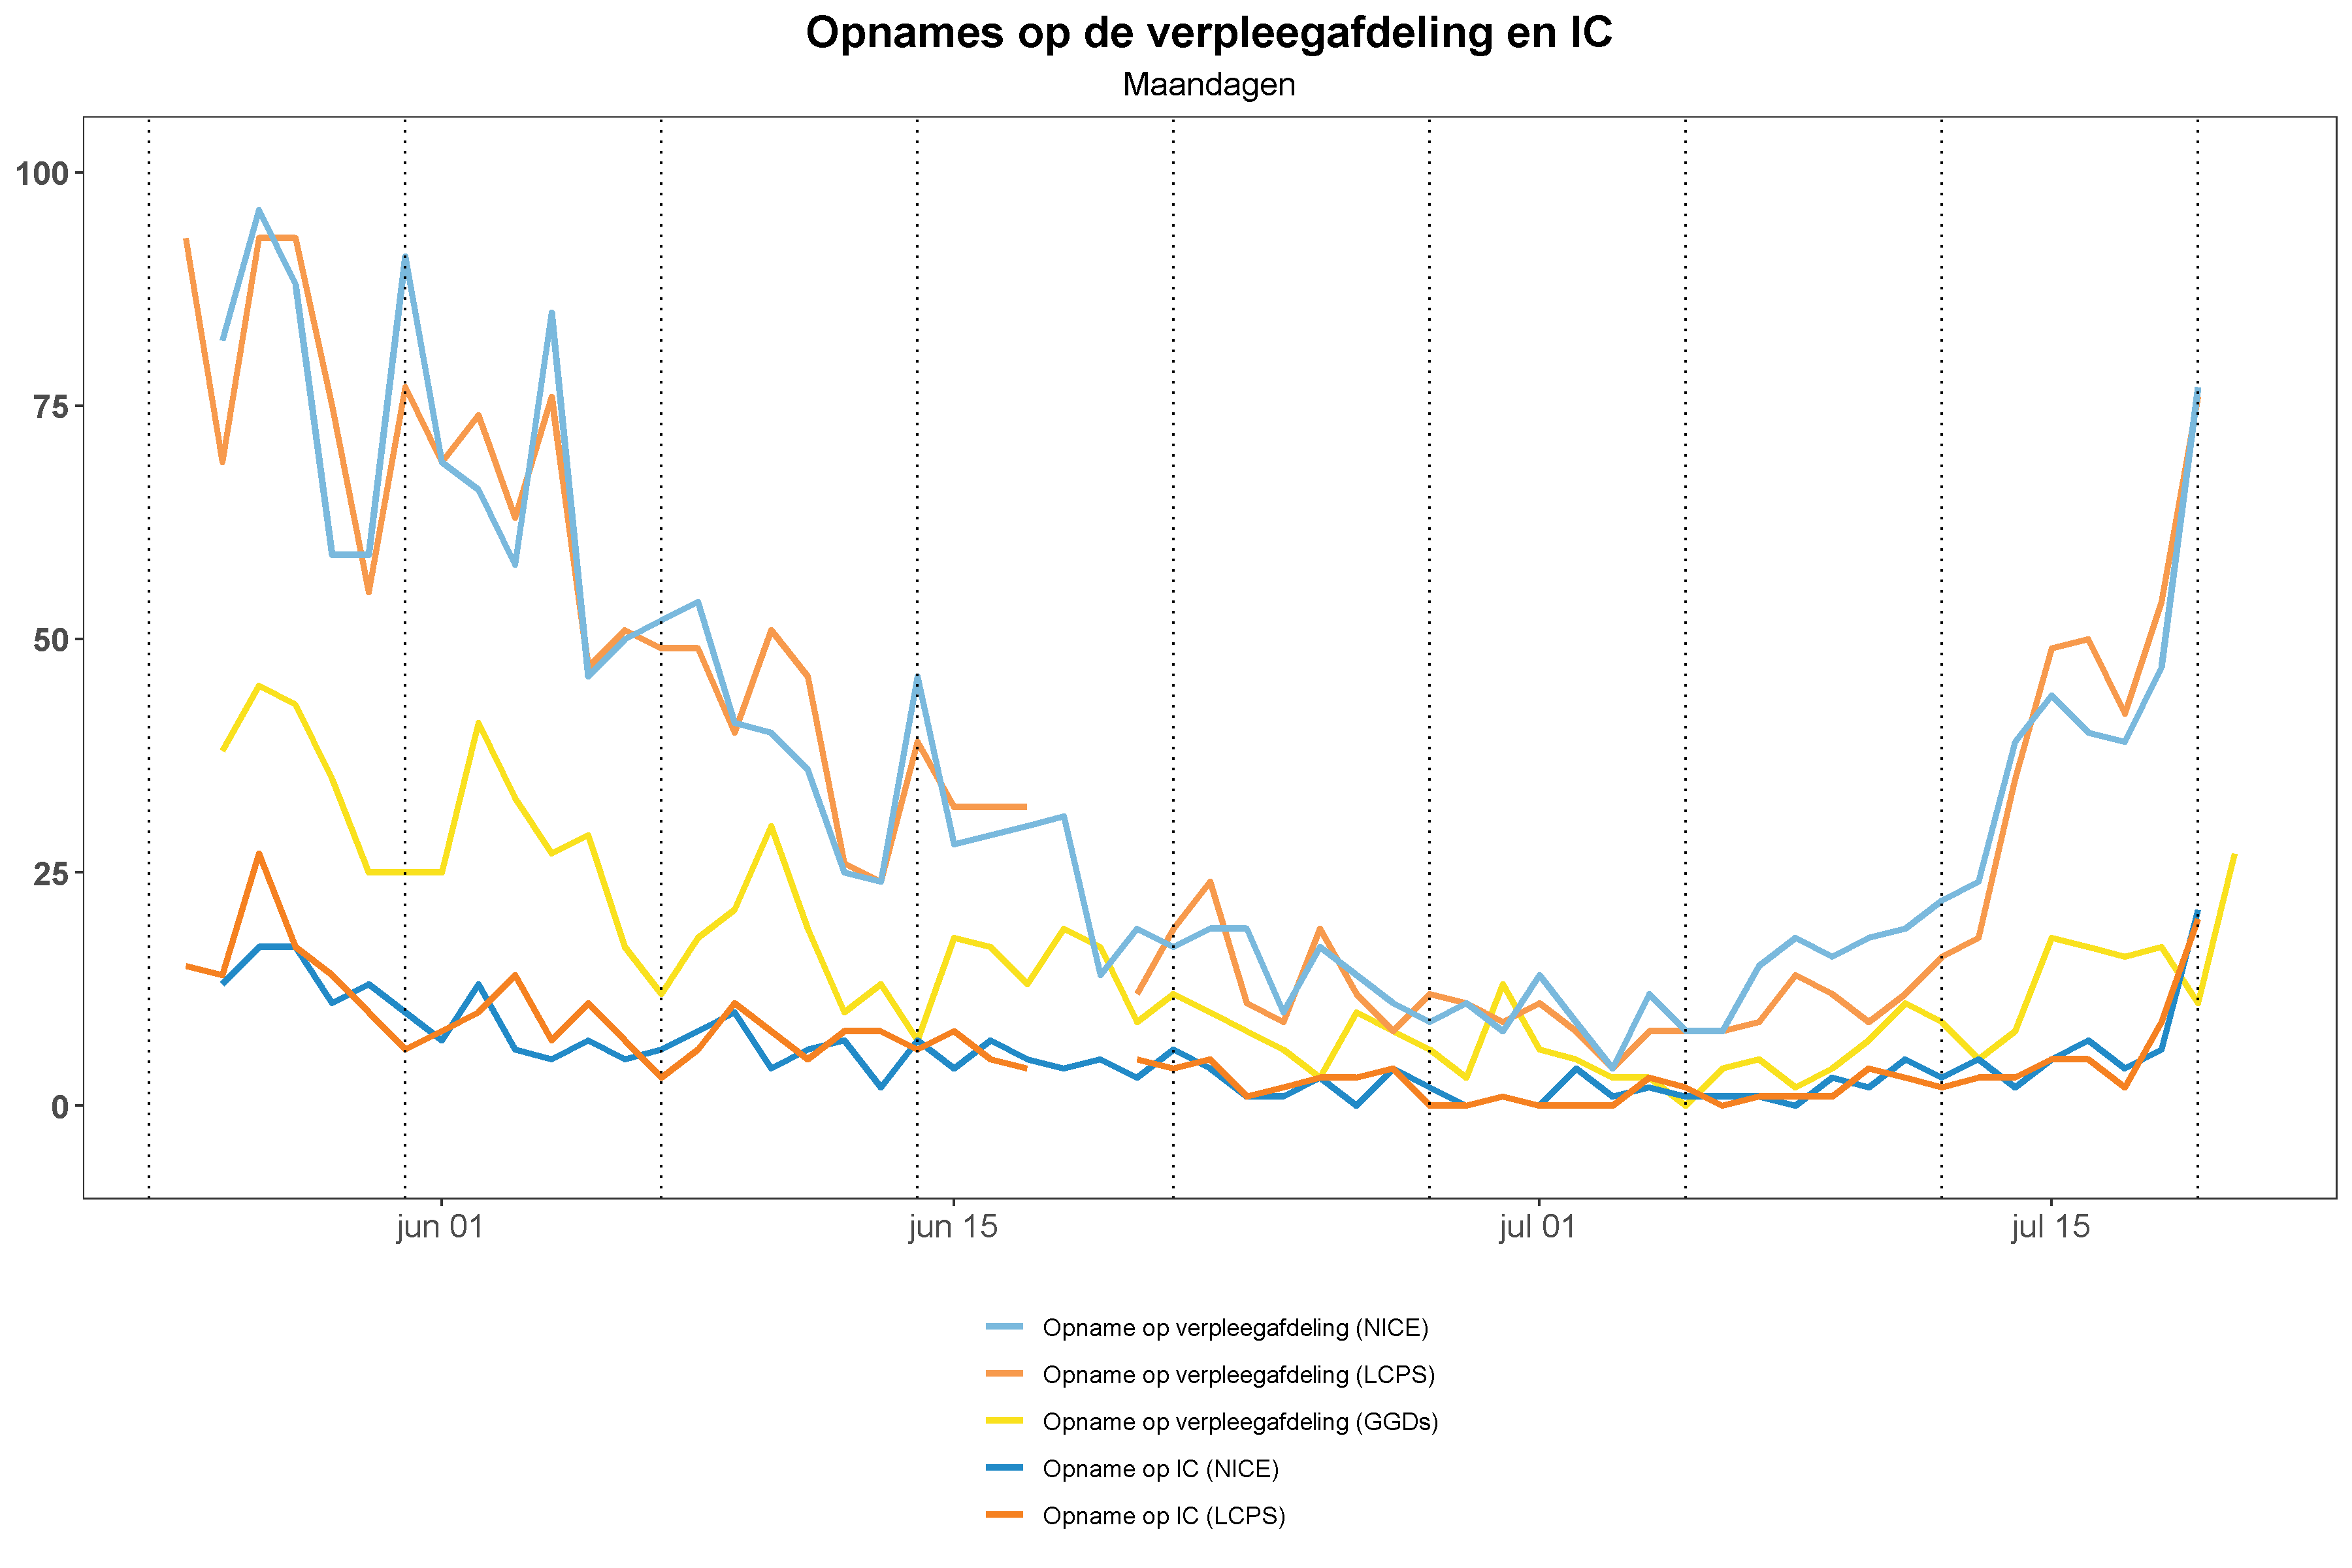 Opnames op de verpleegafdeling en IC
Maandagen
100
75
50
25
0
jun 01
jun 15
jul 01
jul 15
Opname op verpleegafdeling (NICE)
Opname op verpleegafdeling (LCPS)
Opname op verpleegafdeling (GGDs)
Opname op IC (NICE)
Opname op IC (LCPS)